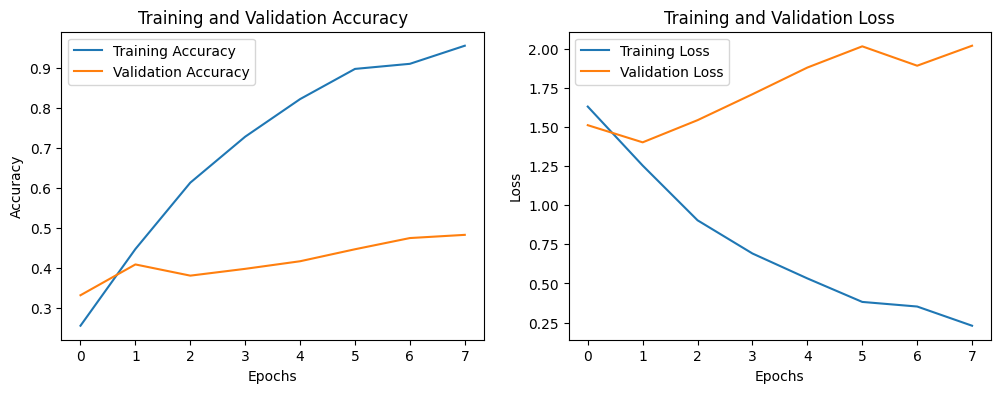 Training and Validation Accuracy
Training Accuracy
Validation Accuracy
0.9
0.8
0.7
0.6
0.5
0.4
0.3
Accuracy
0 1 2 3 4 5 6 7
Epochs
Training and Validation Loss
Training Loss
Validation Loss
2.00
1.75
1.50
1.25
1.00
0.75
0.50
0.25
Loss
0 1 2 3 4 5 6 7
Epochs